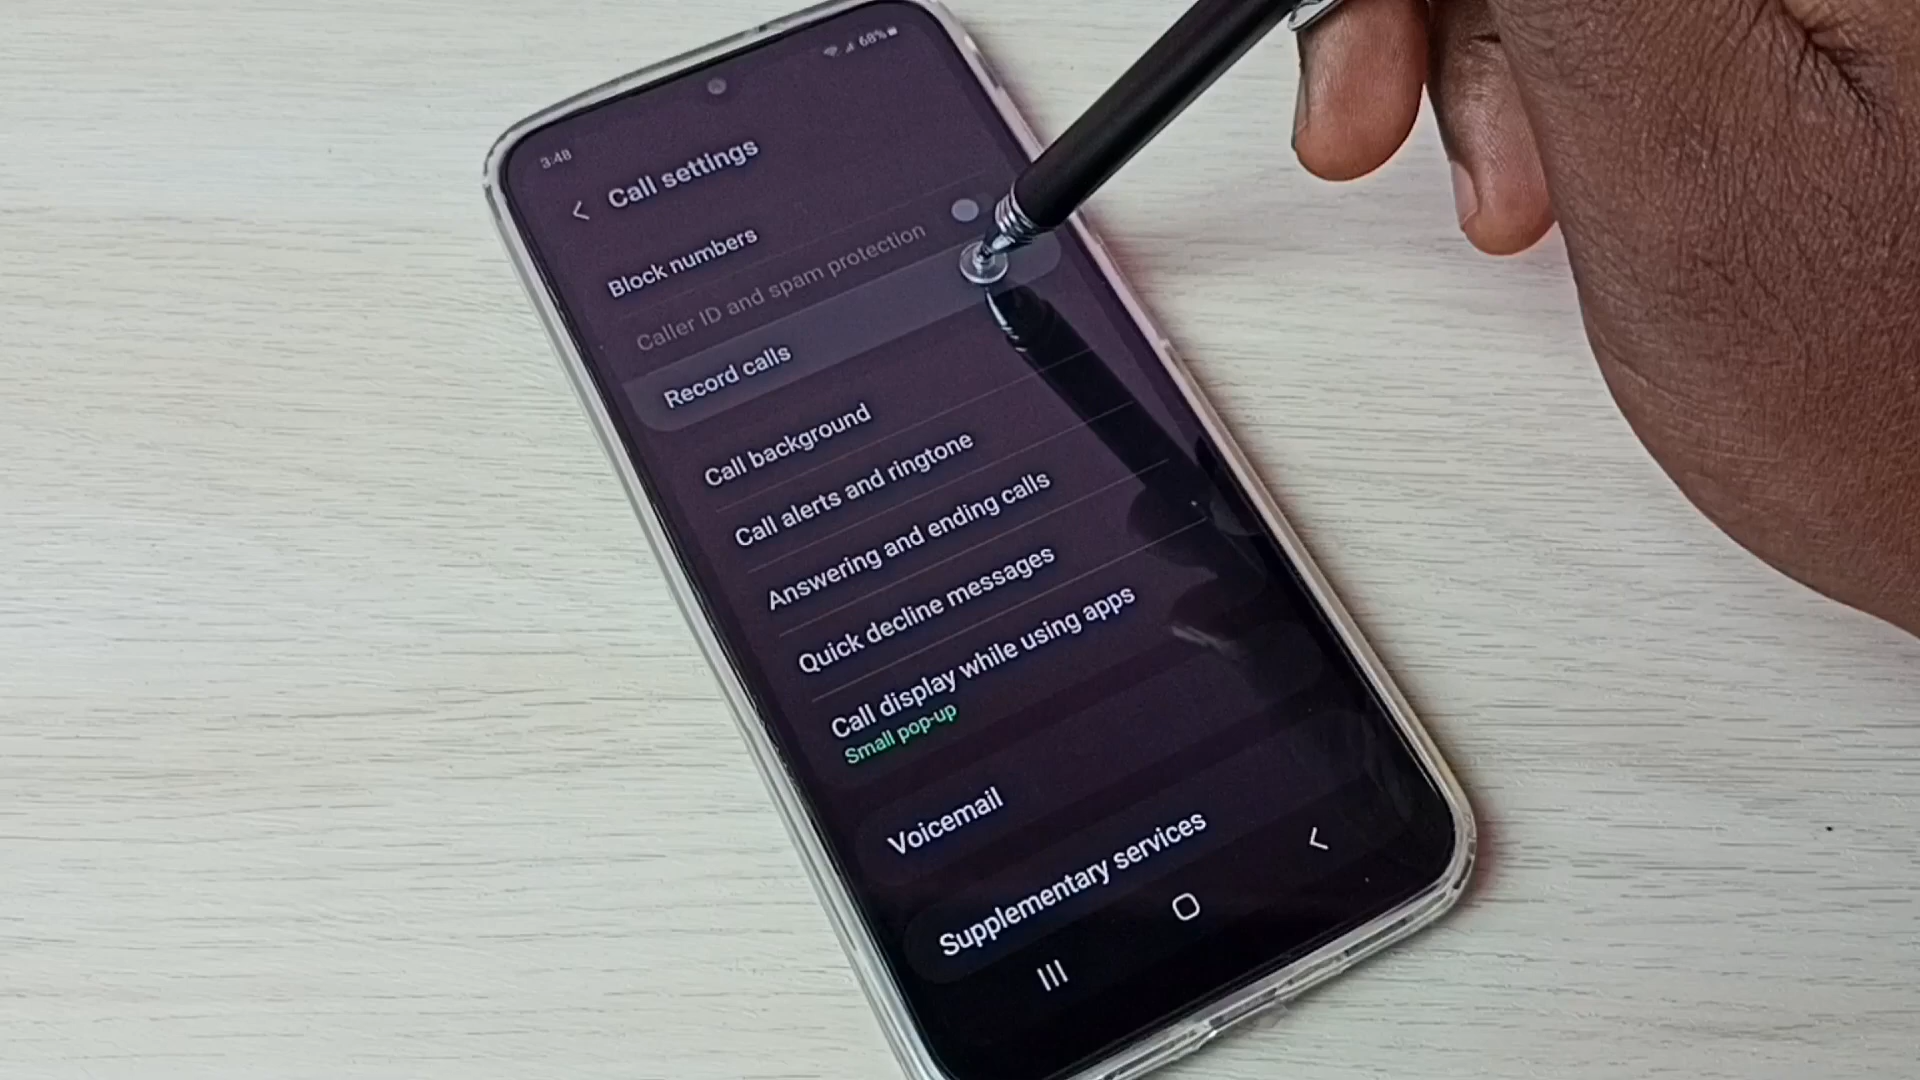 3:48
68%
Call settings
Block numbers
Caller ID and spam protection
Record calls
Call background
Call alerts and ringtone
Answering and ending calls
Quick decline messages
Call display while using apps
Small pop-up
Voicemail
Supplementary services